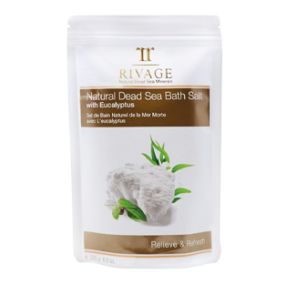 RIVAGE
Natural Dead Sea Minerals
Natural Dead Sea Bath Salt
with Eucalyptus
Sel de Bain Naturel de la Mer Morte
avec L'eucalyptus
Relieve & Refresh